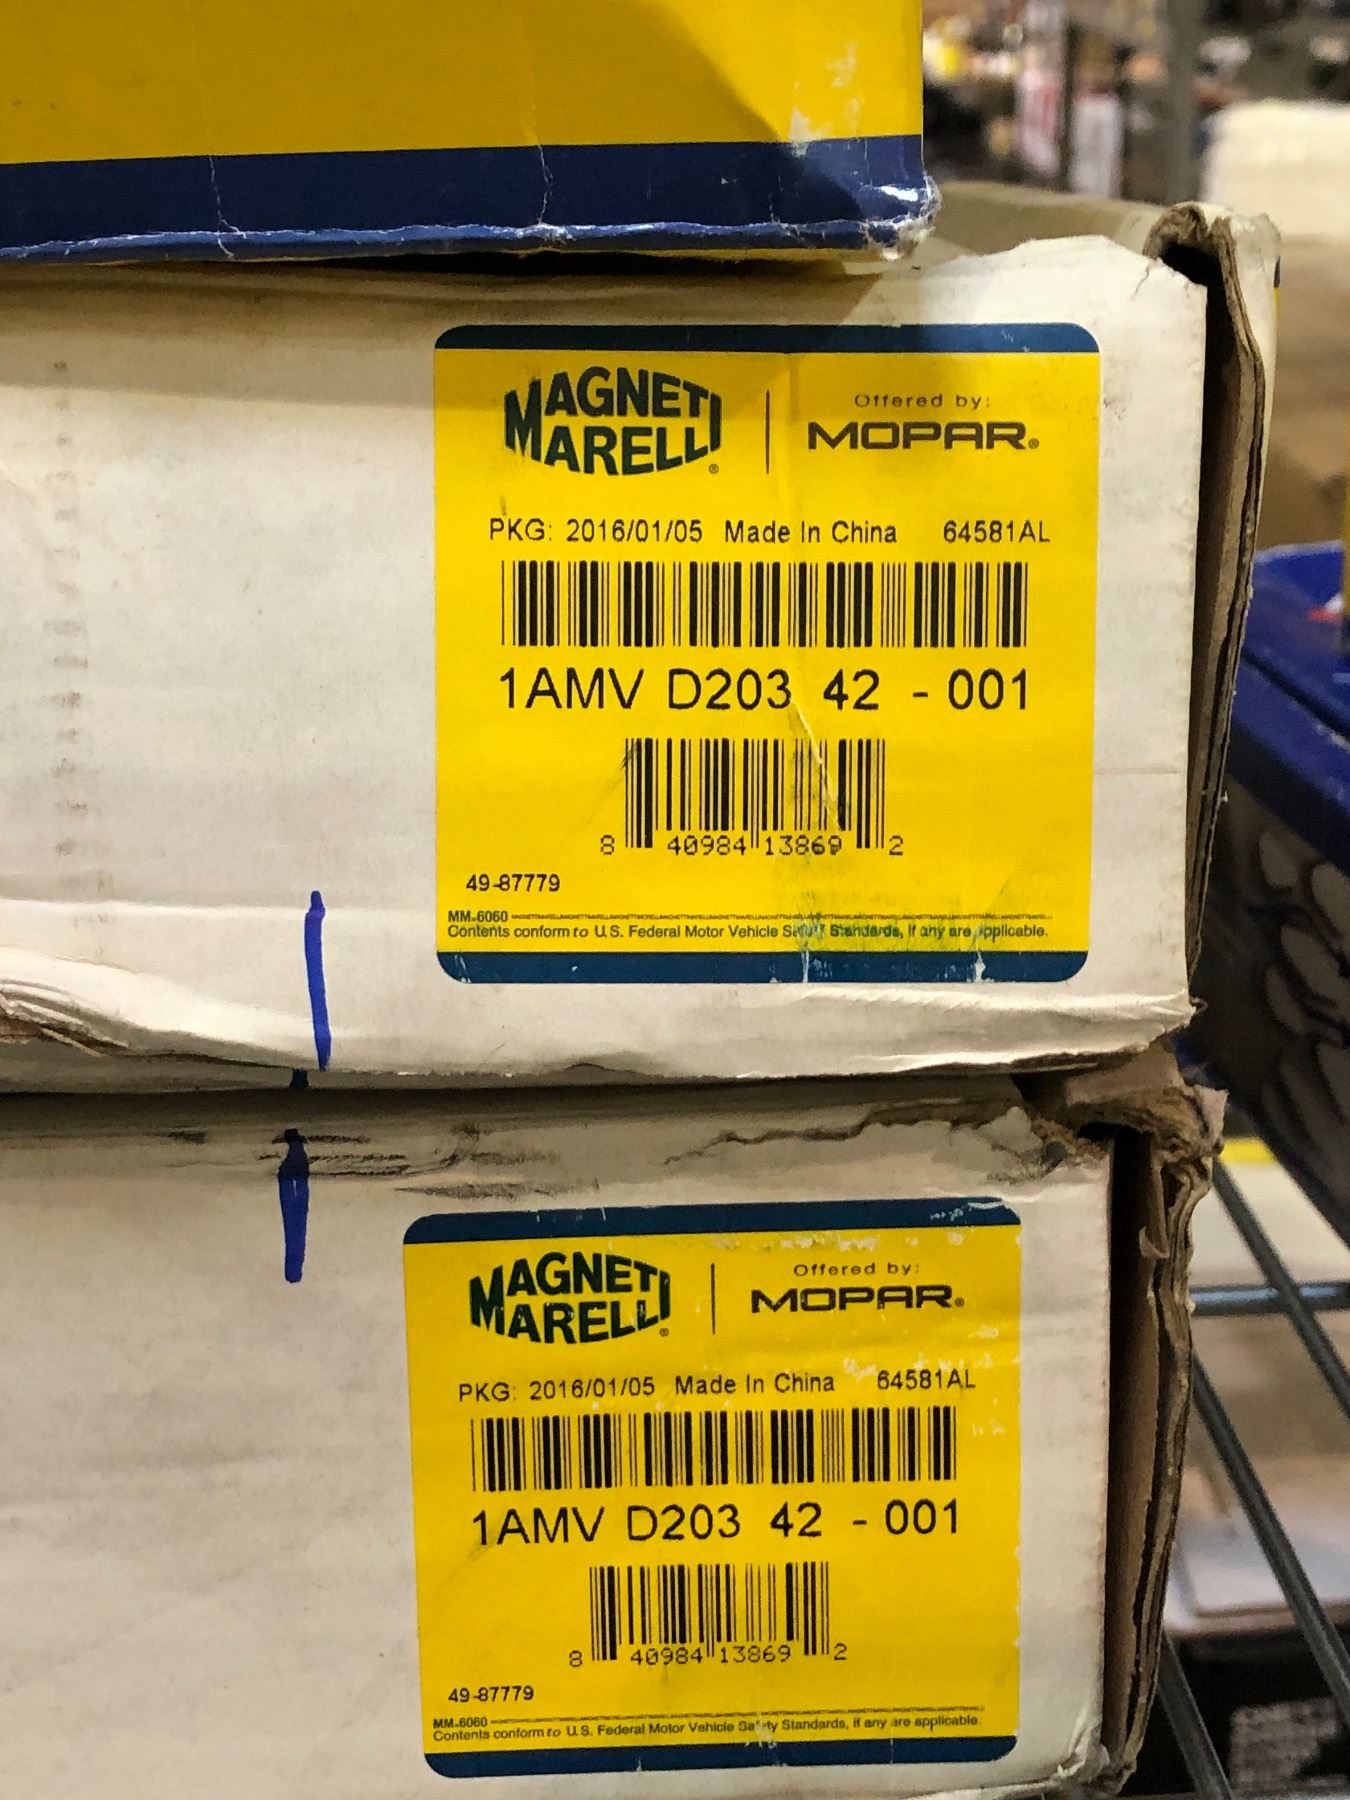 MAGNETI
MARELLI®
Offered by:
MOPAR®
PKG: 2016/01/05 Made In China 64581AL
1AMV D203 42 - 001
8 40984 13869 2
49-87779
MM-6060
Contents conform to U.S. Federal Motor Vehicle Safety Standards, if any are applicable.
MAGNETI
MARELLI®
Offered by:
MOPAR®
PKG: 2016/01/05 Made In China 64581AL
1AMV D203 42 - 001
8 40984 13869 2
49-87779
MM-6060
Contents conform to U.S. Federal Motor Vehicle Safety Standards, if any are applicable.